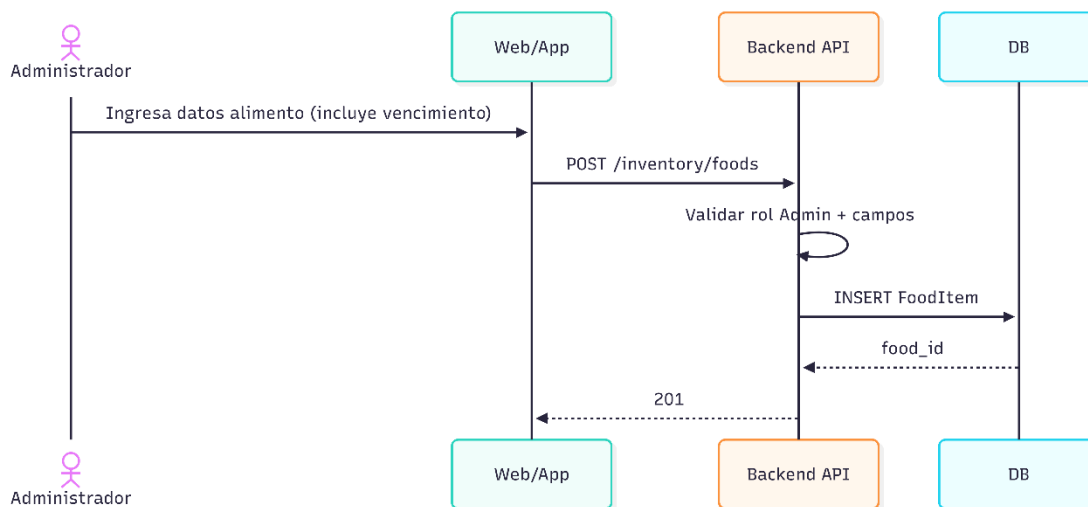 Administrador
Web/App
Backend API
DB
Ingresa datos alimento (incluye vencimiento)
POST /inventory/foods
Validar rol Admin + campos
INSERT FoodItem
food_id
201
Administrador
Web/App
Backend API
DB